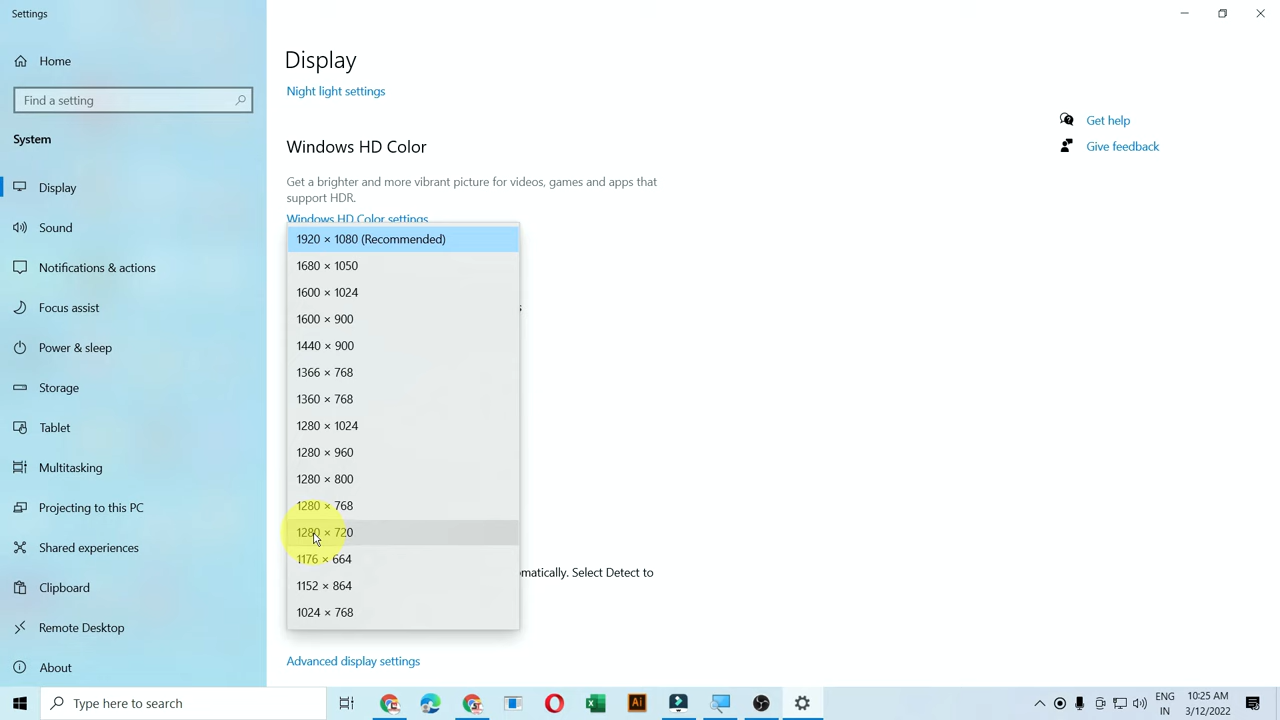 Settings
Home
Find a setting
System
Display
Sound
Notifications & actions
Focus assist
Power & sleep
Storage
Tablet
Multitasking
Projecting to this PC
Shared experiences
Clipboard
Remote Desktop
About
Display
Night light settings
Windows HD Color
Get a brighter and more vibrant picture for videos, games and apps that
support HDR.
Windows HD Color settings
1920 × 1080 (Recommended)
1680 × 1050
1600 × 1024
1600 × 900
1440 × 900
1366 × 768
1360 × 768
1280 × 1024
1280 × 960
1280 × 800
1280 × 768
1280 × 720
1176 × 664
1152 × 864
1024 × 768
matically. Select Detect to
Advanced display settings
Get help
Give feedback
Type here to search
Ai
ENG
IN
10:25 AM
3/12/2022